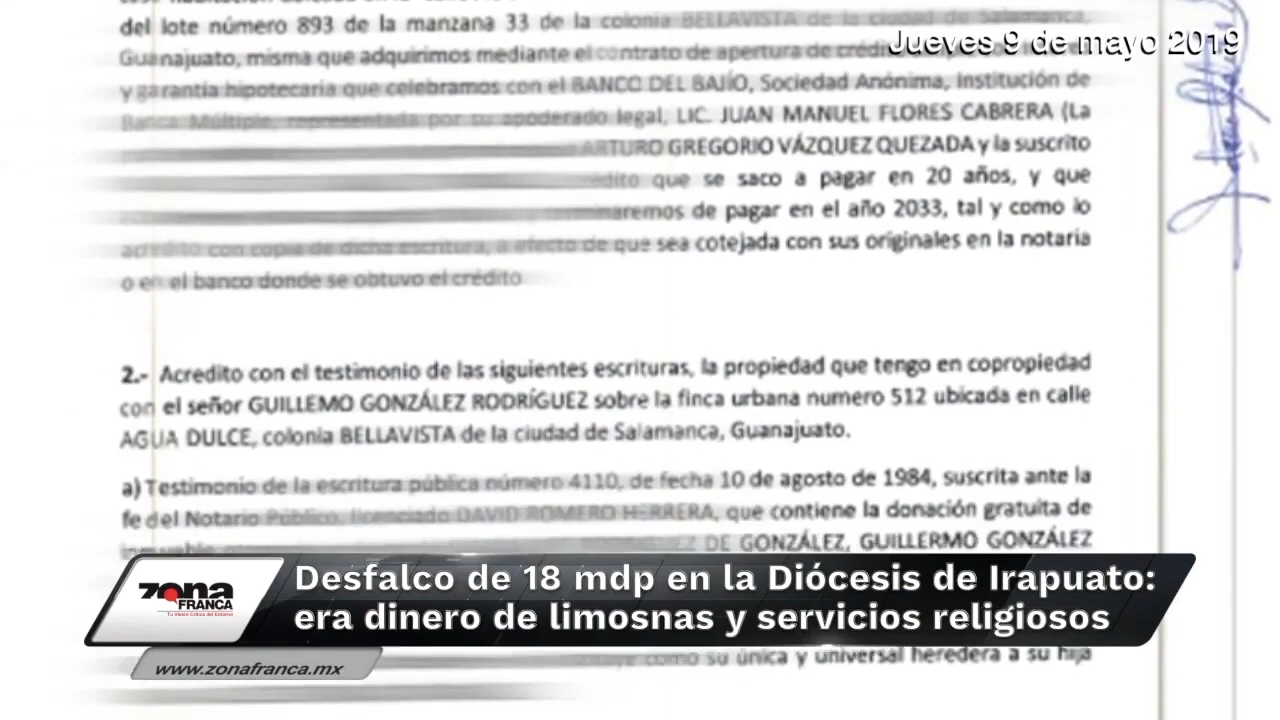 del lote número 893 de la manzana 33 de la colonia BELLAVISTA de la ciudad de Salamanca,
Jueves 9 de mayo 2019
Guanajuato, misma que adquirimos mediante el contrato de apertura de crédito
y garantía hipotecaria que celebramos con el BANCO DEL BAJÍO, Sociedad Anónima, Institución de
Banca Múltiple, representada por su apoderado legal, LIC. JUAN MANUEL FLORES CABRERA (La
ARTURO GREGORIO VÁZQUEZ QUEZADA y la suscrito
que se saco a pagar en 20 años, y que
de pagar en el año 2033, tal y como lo
acredito con copia de dicha escritura, a efecto de que sea cotejada con sus originales en la notaria
o en el banco donde se obtuvo el crédito
2.- Acredito con el testimonio de las siguientes escrituras, la propiedad que tengo en copropiedad
con el señor GUILLEMO GONZÁLEZ RODRÍGUEZ sobre la finca urbana numero 512 ubicada en calle
AGUA DULCE, colonia BELLAVISTA de la ciudad de Salamanca, Guanajuato.
a) Testimonio de la escritura pública número 4110, de fecha 10 de agosto de 1984, suscrita ante la
fe del Notario Público, licenciado DAVID ROMERO HERRERA, que contiene la donación gratuita de
DE GONZÁLEZ, GUILLERMO GONZÁLEZ
zona
FRANCA
Tu Visión Crítica del Entorno
Desfalco de 18 mdp en la Diócesis de Irapuato:
era dinero de limosnas y servicios religiosos
www.zonafranca.mx
como su única y universal heredera a su hija